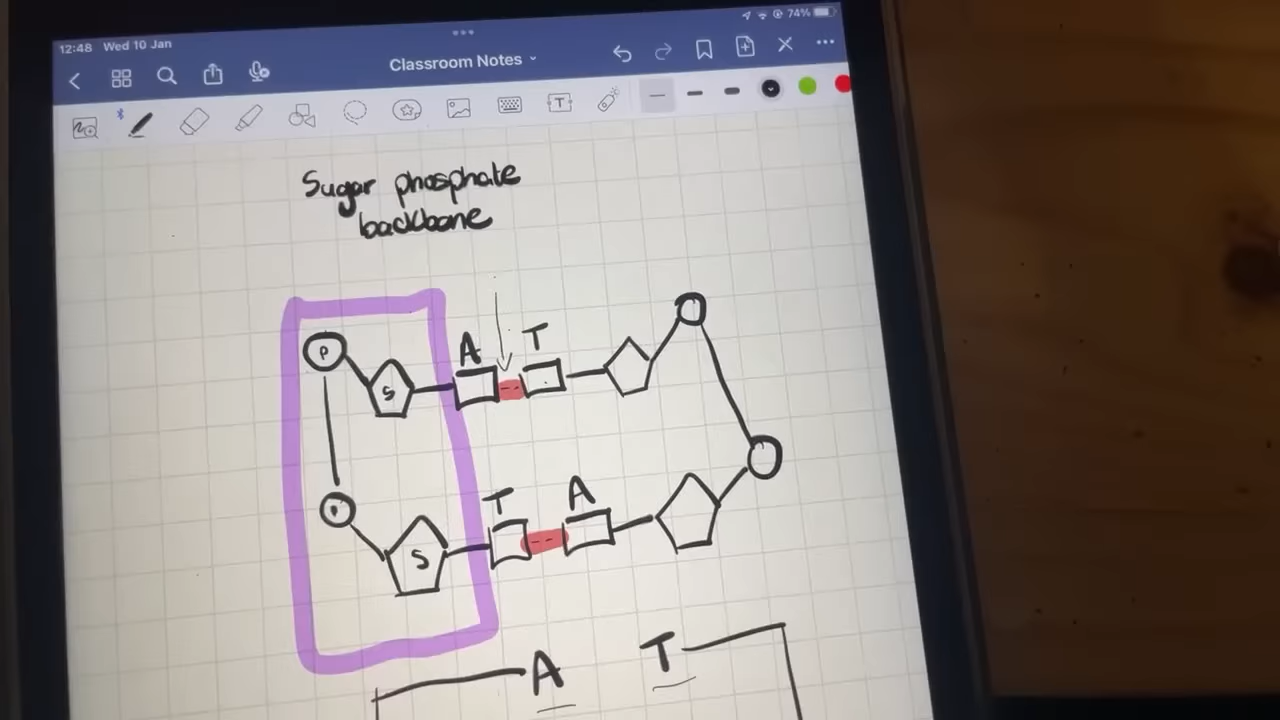 12:48 Wed 10 Jan
74%
Classroom Notes
T
Sugar phosphate
backbone
A T
P
S
T A
P
S
A T